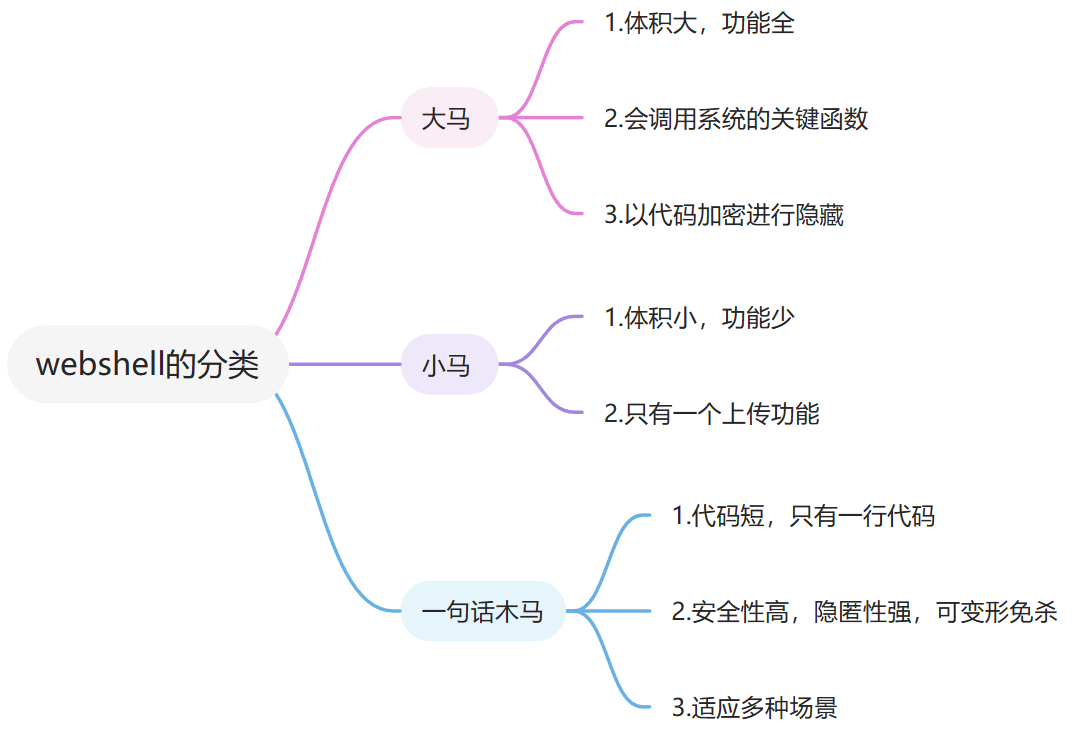 webshell的分类
大马
1.体积大，功能全
2.会调用系统的关键函数
3.以代码加密进行隐藏
小马
1.体积小，功能少
2.只有一个上传功能
一句话木马
1.代码短，只有一行代码
2.安全性高，隐匿性强，可变形免杀
3.适应多种场景